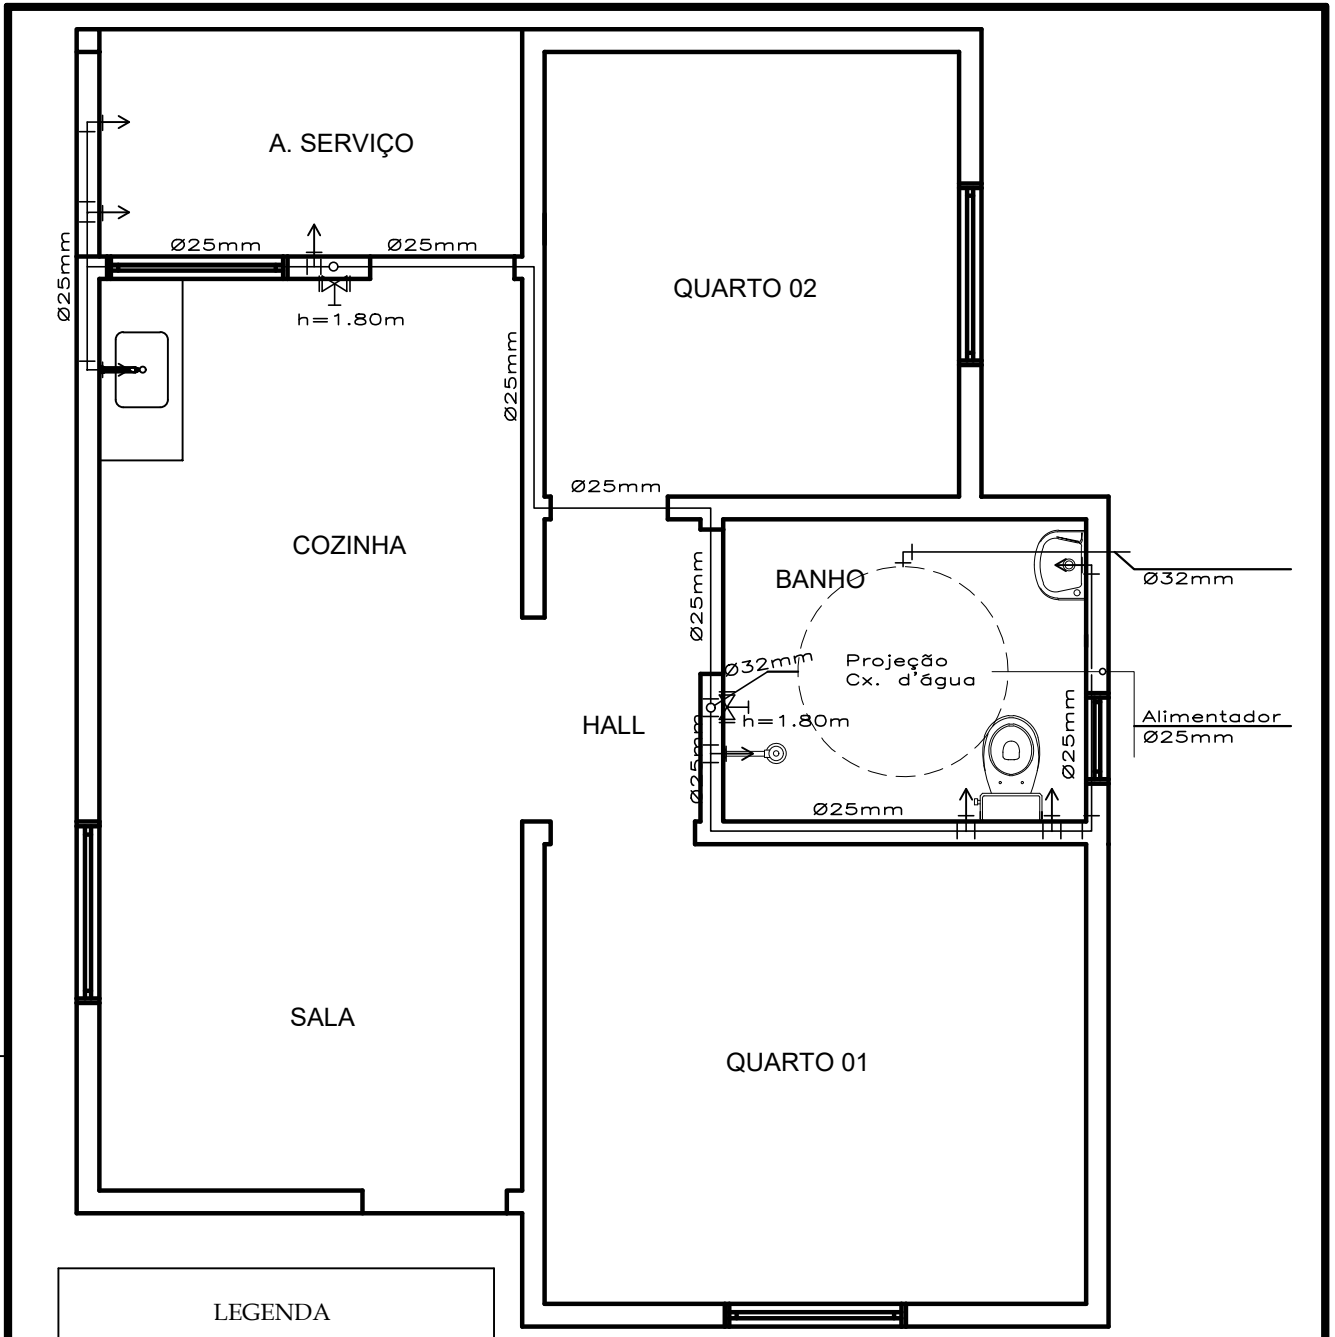 A. SERVIÇO
Ø25mm
Ø25mm
Ø25mm
QUARTO 02
h=1.80m
Ø25mm
Ø25mm
COZINHA
BANHO
Ø32mm
Ø25mm
Projeção
Cx. d'água
Ø32mm
HALL
h=1.80m
Ø25mm
Ø25mm
Alimentador
Ø25mm
Ø25mm
SALA
QUARTO 01
LEGENDA